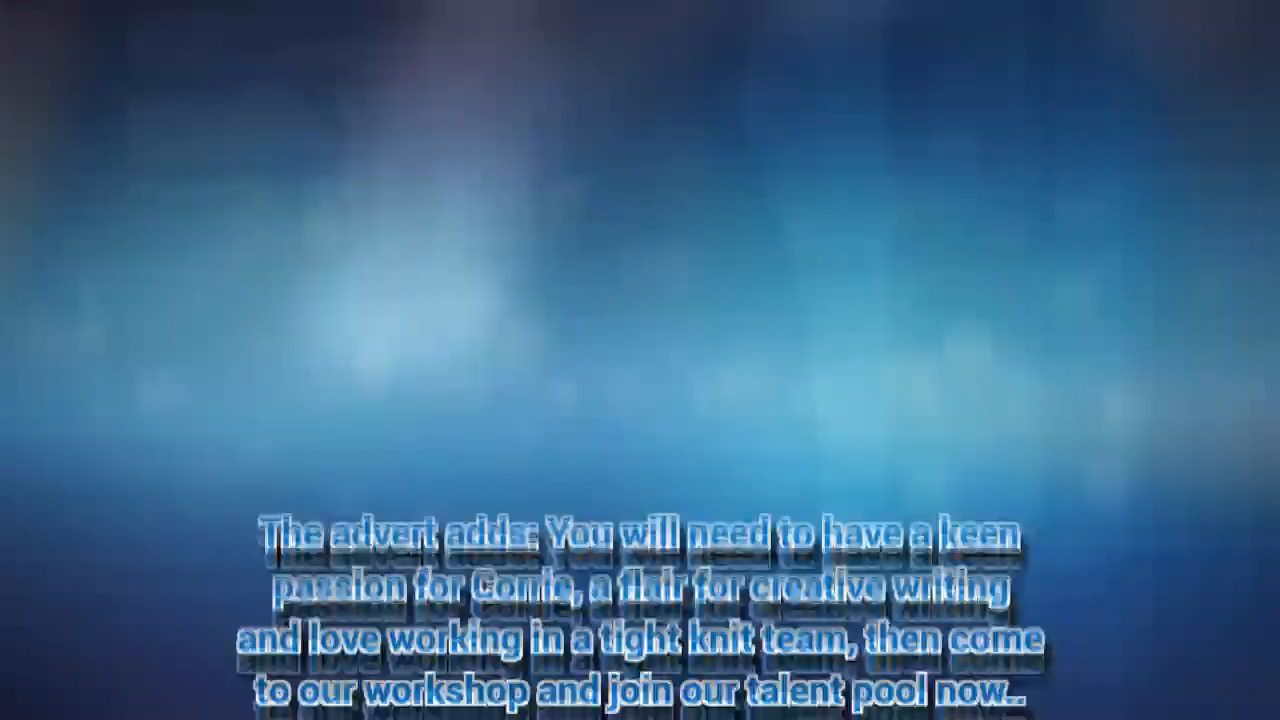 The advert adds: You will need to have a keen
passion for Corrie, a flair for creative writing
and love working in a tight knit team, then come
to our workshop and join our talent pool now..